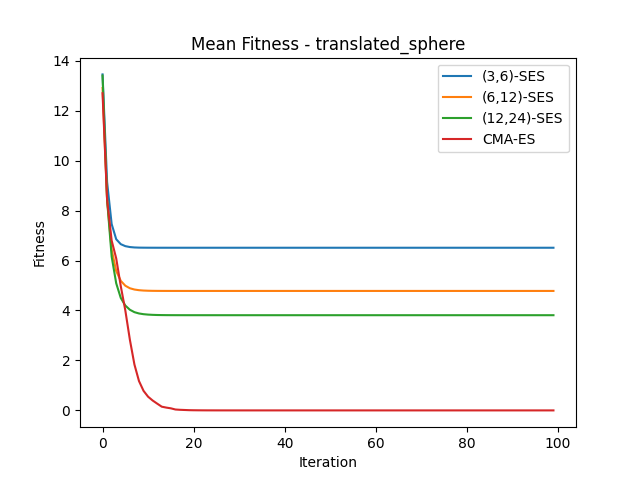 Mean Fitness - translated_sphere
14
12
10
8
6
4
2
0
Fitness
(3,6)-SES
(6,12)-SES
(12,24)-SES
CMA-ES
0 20 40 60 80 100
Iteration